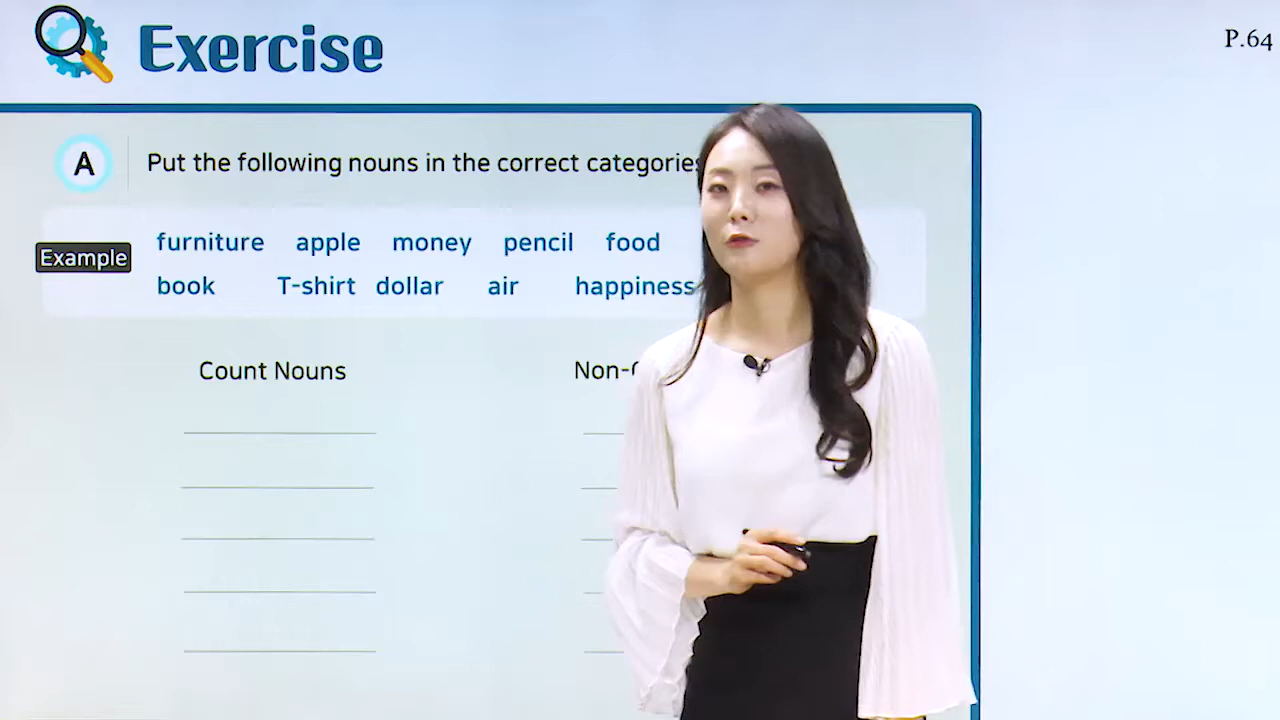 Exercise
P.64
A
Put the following nouns in the correct categories
Example
furniture apple money pencil food
book T-shirt dollar air happiness
Count Nouns